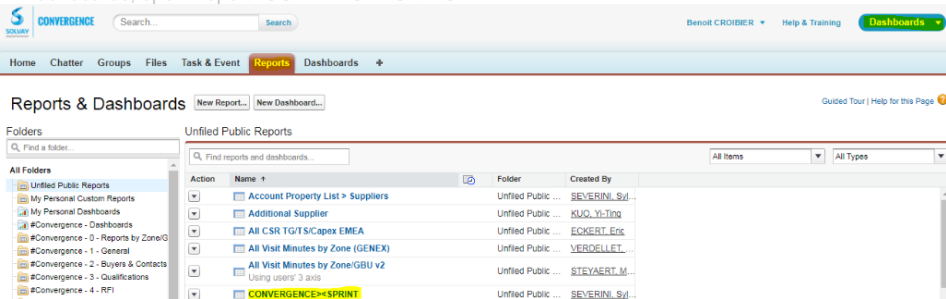 SOLVAY CONVERGENCE Search... Search Benoit CROIBIER Help & Training Dashboards
Home Chatter Groups Files Task & Event Reports Dashboards +
Reports & Dashboards New Report... New Dashboard... Guided Tour | Help for this Page
Folders Unfiled Public Reports
Find a folder... Find reports and dashboards... All Items All Types
All Folders Action Name Folder Created By
Unfiled Public Reports
My Personal Custom Reports Account Property List > Suppliers Unfiled Public ... SEVERINI, Syl...
My Personal Dashboards
#Convergence - Dashboards Additional Supplier Unfiled Public ... KUO, Yi-Ting
#Convergence - 0 - Reports by Zone/G All CSR TG/TS/Capex EMEA Unfiled Public ... ECKERT, Eric
#Convergence - 1 - General All Visit Minutes by Zone (GENEX) Unfiled Public ... VERDELLET, ...
#Convergence - 2 - Buyers & Contacts All Visit Minutes by Zone/GBU v2 Unfiled Public ... STEYAERT, M...
#Convergence - 3 - Qualifications Using users' 3 axis
#Convergence - 4 - RFI CONVERGENCE><SPRINT Unfiled Public ... SEVERINI, Syl...